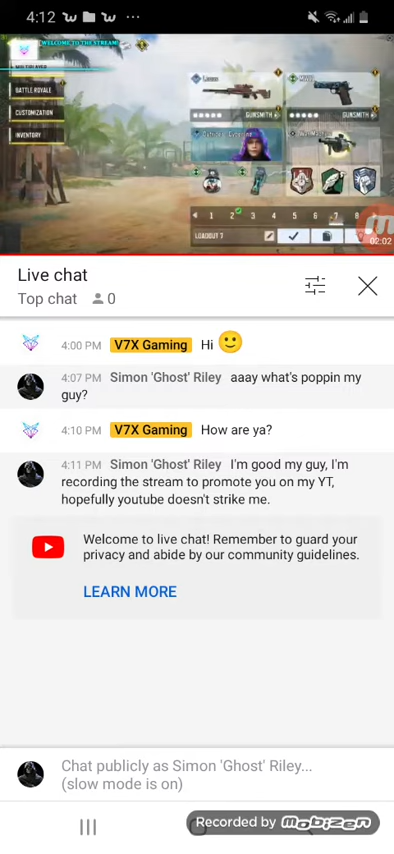 4:12
WELCOME TO THE STREAM!
MULTIPLAYER
BATTLE ROYALE
CUSTOMIZATION
INVENTORY
GUNSMITH
GUNSMITH
1 2 3 4 5 6 7 8
LOADOUT 7
02:02
Live chat
Top chat 0
4:00 PM V7X Gaming Hi
4:07 PM Simon 'Ghost' Riley aaay what's poppin my
guy?
4:10 PM V7X Gaming How are ya?
4:11 PM Simon 'Ghost' Riley I'm good my guy, I'm
recording the stream to promote you on my YT,
hopefully youtube doesn't strike me.
Welcome to live chat! Remember to guard your
privacy and abide by our community guidelines.
LEARN MORE
Chat publicly as Simon 'Ghost' Riley...
(slow mode is on)
Recorded by mobizen